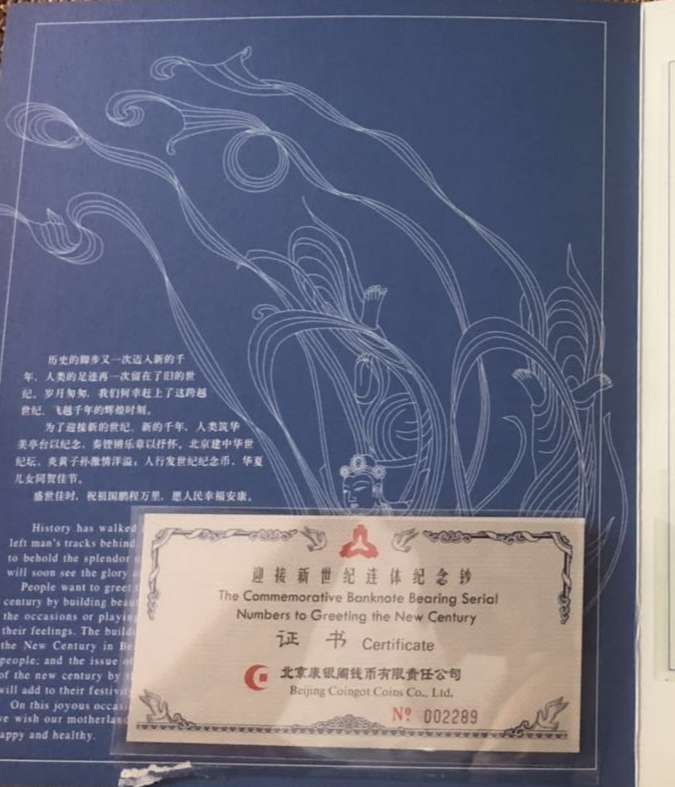 历史的脚步又一次迈入新的千
年，人类的足迹再一次留在了旧的世
纪。岁月匆匆，我们何幸赶上了这跨越
世纪、飞越千年的辉煌时刻。
为了迎接新的世纪、新的千年，人类筑华
美亭台以纪念，奏铿锵乐章以抒怀。北京建中华世
纪坛，炎黄子孙激情洋溢；人行发世纪纪念币，华夏
儿女同贺佳节。
盛世佳时，祝祖国鹏程万里，愿人民幸福安康。
History has walked
left man's tracks behind
to behold the splendor
will soon see the glory
People want to greet
century by building
the occasions or playing
their feelings. The
the New Century in
people; and the issue
of the new century by
will add to their festivity
On this joyous
we wish our motherland
happy and healthy.
迎接新世纪连体纪念钞
The Commemorative Banknote Bearing Serial
Numbers to Greeting the New Century
证 书 Certificate
北京康银阁钱币有限责任公司
Beijing Coingot Coins Co., Ltd.
Nº 002289